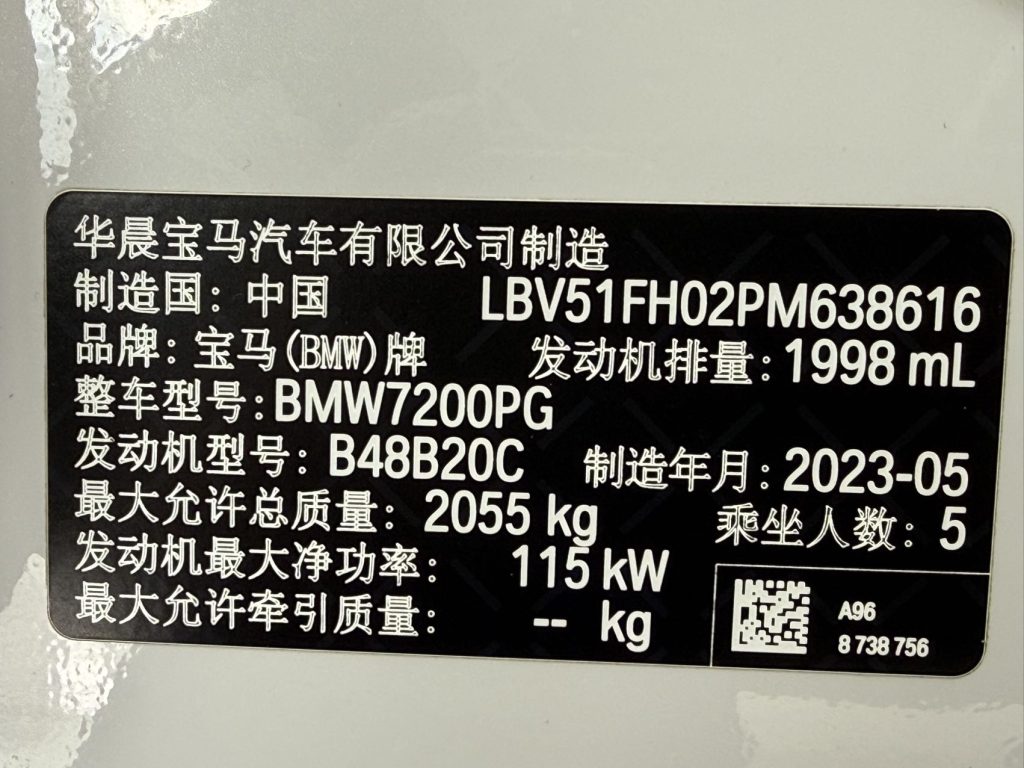 华晨宝马汽车有限公司制造
制造国：中国 LBV51FH02PM638616
品牌：宝马(BMW)牌 发动机排量：1998 mL
整车型号：BMW7200PG
发动机型号：B48B20C 制造年月：2023-05
最大允许总质量：2055 kg 乘坐人数：5
发动机最大净功率：115 kW
最大允许牵引质量：-- kg
A96
8 738 756